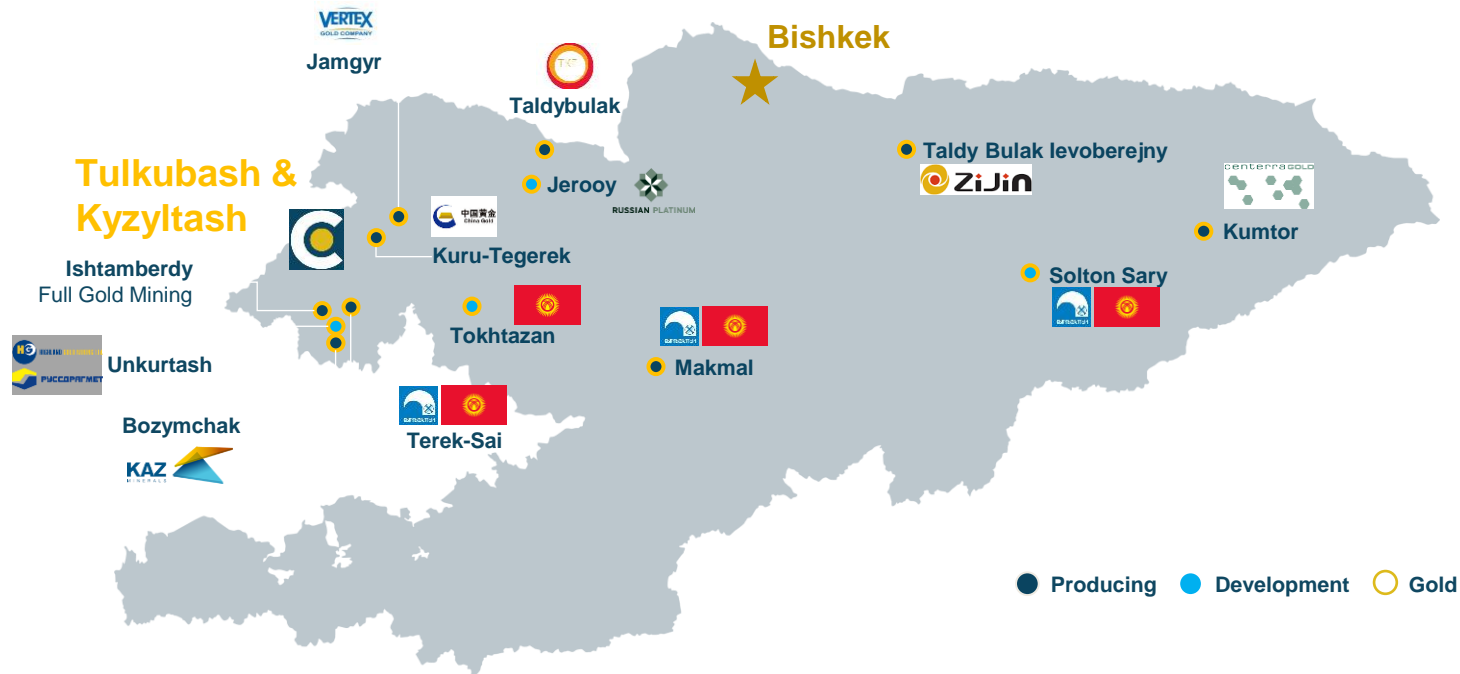 VERTEX
GOLD COMPANY
Jamgyr
Bishkek
Taldybulak
Taldy Bulak levoberejny
ZiJin
centerraGOLD
Tulkubash &
Kyzyltash
Jerooy
RUSSIAN PLATINUM
中国黄金
China Gold
Kuru-Tegerek
Kumtor
Ishtamberdy
Full Gold Mining
Solton Sary
Tokhtazan
Makmal
HG
РУССДРАГМЕТ
Unkurtash
Terek-Sai
Bozymchak
KAZ
MINERALS
Producing
Development
Gold